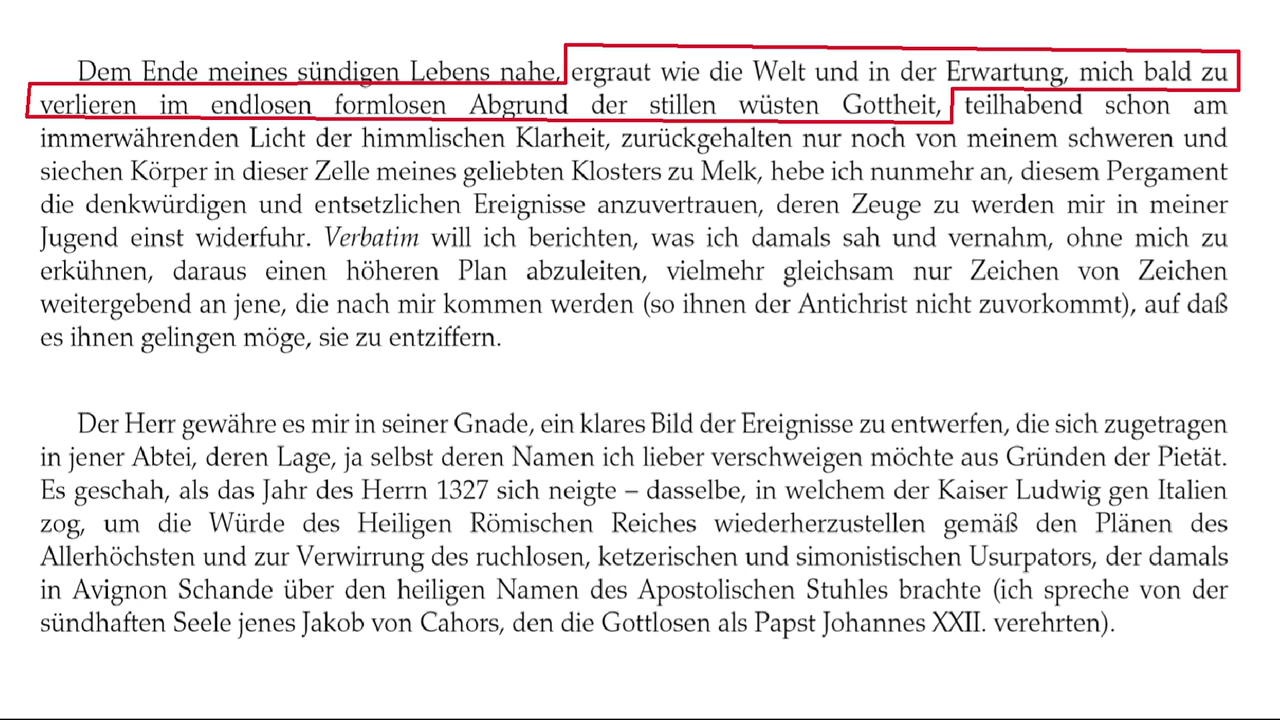 Dem Ende meines sündigen Lebens nahe, ergraut wie die Welt und in der Erwartung, mich bald zu
verlieren im endlosen formlosen Abgrund der stillen wüsten Gottheit, teilhabend schon am
immerwährenden Licht der himmlischen Klarheit, zurückgehalten nur noch von meinem schweren und
siechen Körper in dieser Zelle meines geliebten Klosters zu Melk, hebe ich nunmehr an, diesem Pergament
die denkwürdigen und entsetzlichen Ereignisse anzuvertrauen, deren Zeuge zu werden mir in meiner
Jugend einst widerfuhr. Verbatim will ich berichten, was ich damals sah und vernahm, ohne mich zu
erkühnen, daraus einen höheren Plan abzuleiten, vielmehr gleichsam nur Zeichen von Zeichen
weitergebend an jene, die nach mir kommen werden (so ihnen der Antichrist nicht zuvorkommt), auf daß
es ihnen gelingen möge, sie zu entziffern.
Der Herr gewähre es mir in seiner Gnade, ein klares Bild der Ereignisse zu entwerfen, die sich zugetragen
in jener Abtei, deren Lage, ja selbst deren Namen ich lieber verschweigen möchte aus Gründen der Pietät.
Es geschah, als das Jahr des Herrn 1327 sich neigte – dasselbe, in welchem der Kaiser Ludwig gen Italien
zog, um die Würde des Heiligen Römischen Reiches wiederherzustellen gemäß den Plänen des
Allerhöchsten und zur Verwirrung des ruchlosen, ketzerischen und simonistischen Usurpators, der damals
in Avignon Schande über den heiligen Namen des Apostolischen Stuhles brachte (ich spreche von der
sündhaften Seele jenes Jakob von Cahors, den die Gottlosen als Papst Johannes XXII. verehrten).